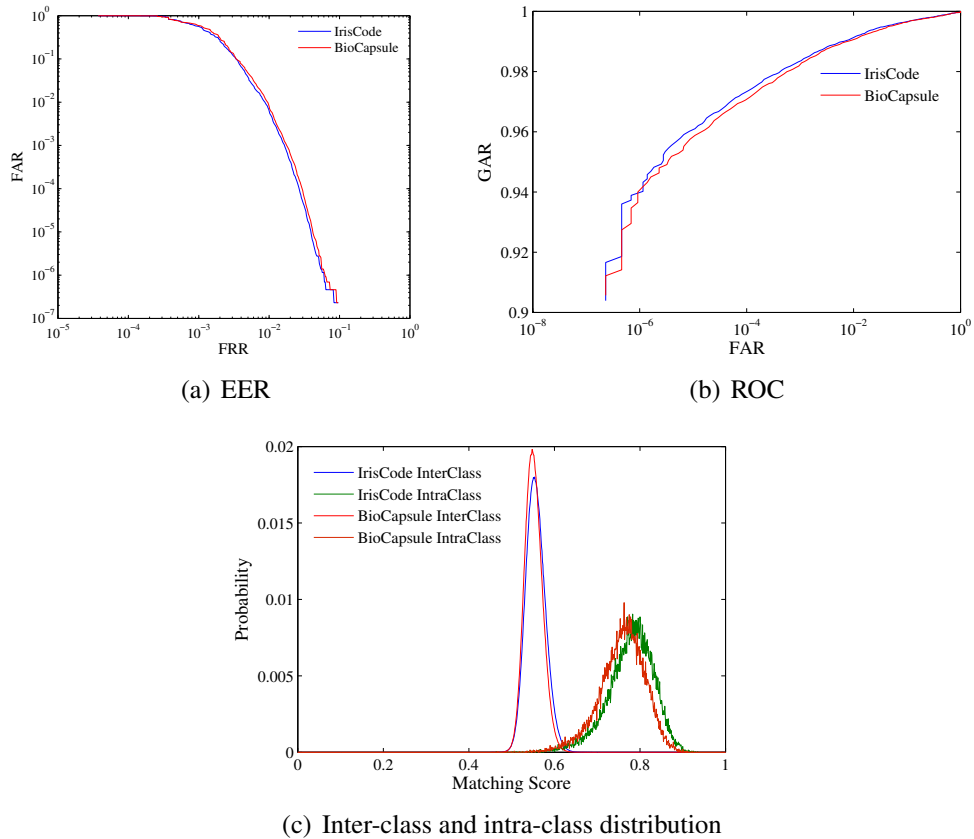 10^0
10^-1
10^-2
10^-3
10^-4
10^-5
10^-6
10^-7
FAR
IrisCode
BioCapsule
10^-5
10^-4
10^-3
10^-2
10^-1
10^0
FRR
(a) EER
1
0.98
0.96
0.94
0.92
0.9
GAR
IrisCode
BioCapsule
10^-8
10^-6
10^-4
10^-2
10^0
FAR
(b) ROC
0.02
0.015
0.01
0.005
0
Probability
IrisCode InterClass
IrisCode IntraClass
BioCapsule InterClass
BioCapsule IntraClass
0
0.2
0.4
0.6
0.8
1
Matching Score
(c) Inter-class and intra-class distribution